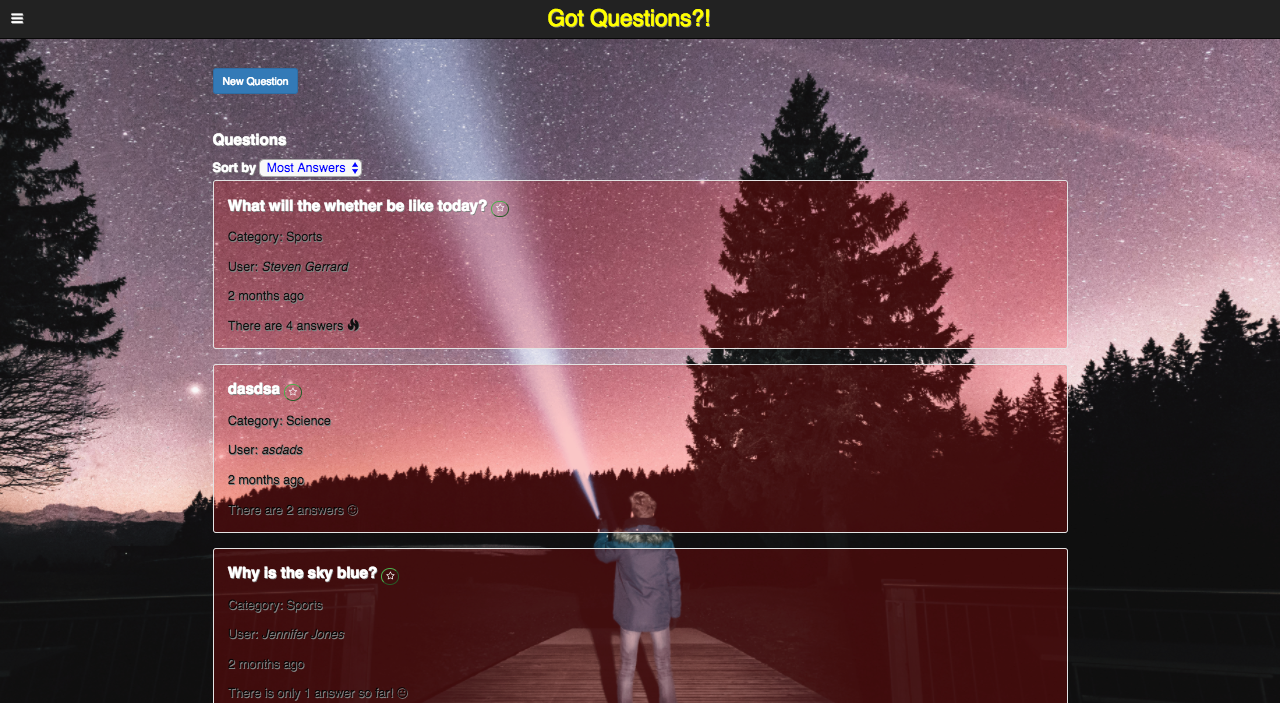 Got Questions?!
New Question
Questions
Sort by Most Answers
What will the whether be like today?
Category: Sports
User: Steven Gerrard
2 months ago
There are 4 answers
dasdsa
Category: Science
User: asdads
2 months ago
There are 2 answers
Why is the sky blue?
Category: Sports
User: Jennifer Jones
2 months ago
There is only 1 answer so far!